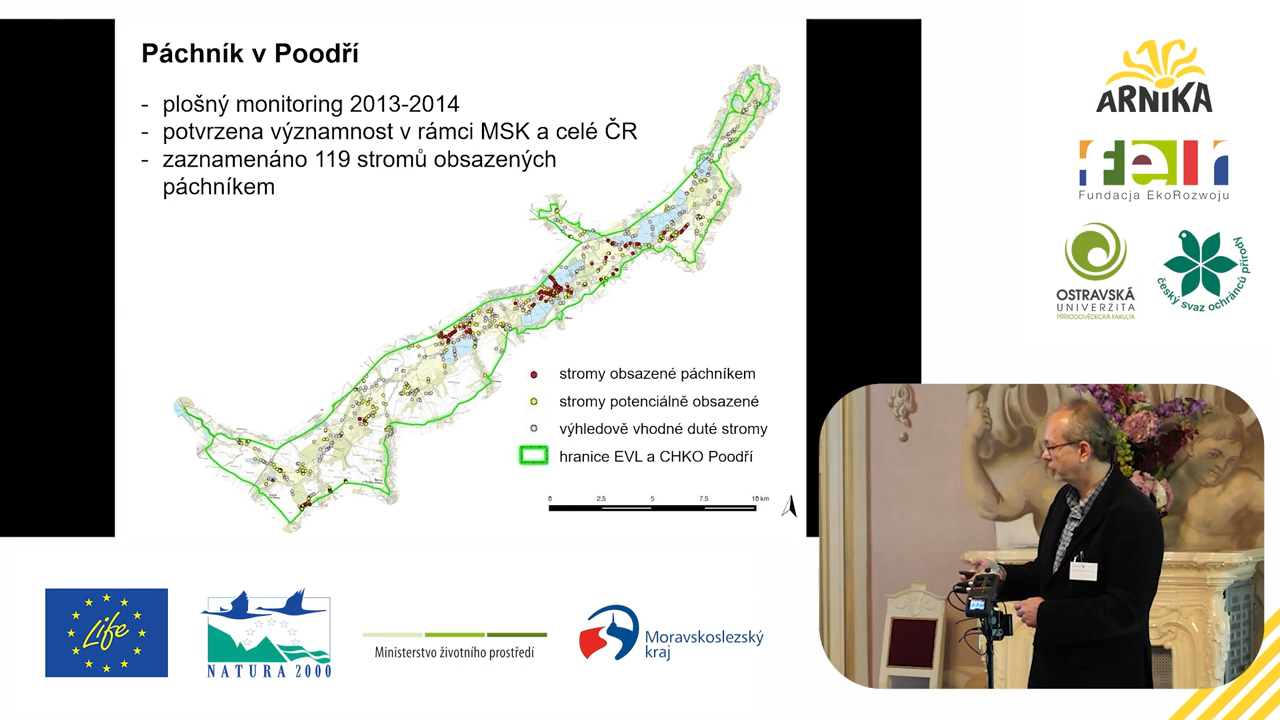 Páchník v Poodří
- plošný monitoring 2013-2014
- potvrzena významnost v rámci MSK a celé ČR
- zaznamenáno 119 stromů obsazených
páchníkem
stromy obsazené páchníkem
stromy potenciálně obsazené
výhledově vhodné duté stromy
hranice EVL a CHKO Poodří
0 2.5 5 7.5 10 km
ARNIKA
feli
Fundacja EkoRozwoju
OSTRAVSKÁ
UNIVERZITA
PŘÍRODOVĚDECKÁ FAKULTA
český svaz ochránců přírody
Life
NATURA 2000
Ministerstvo životního prostředí
Moravskoslezský
kraj